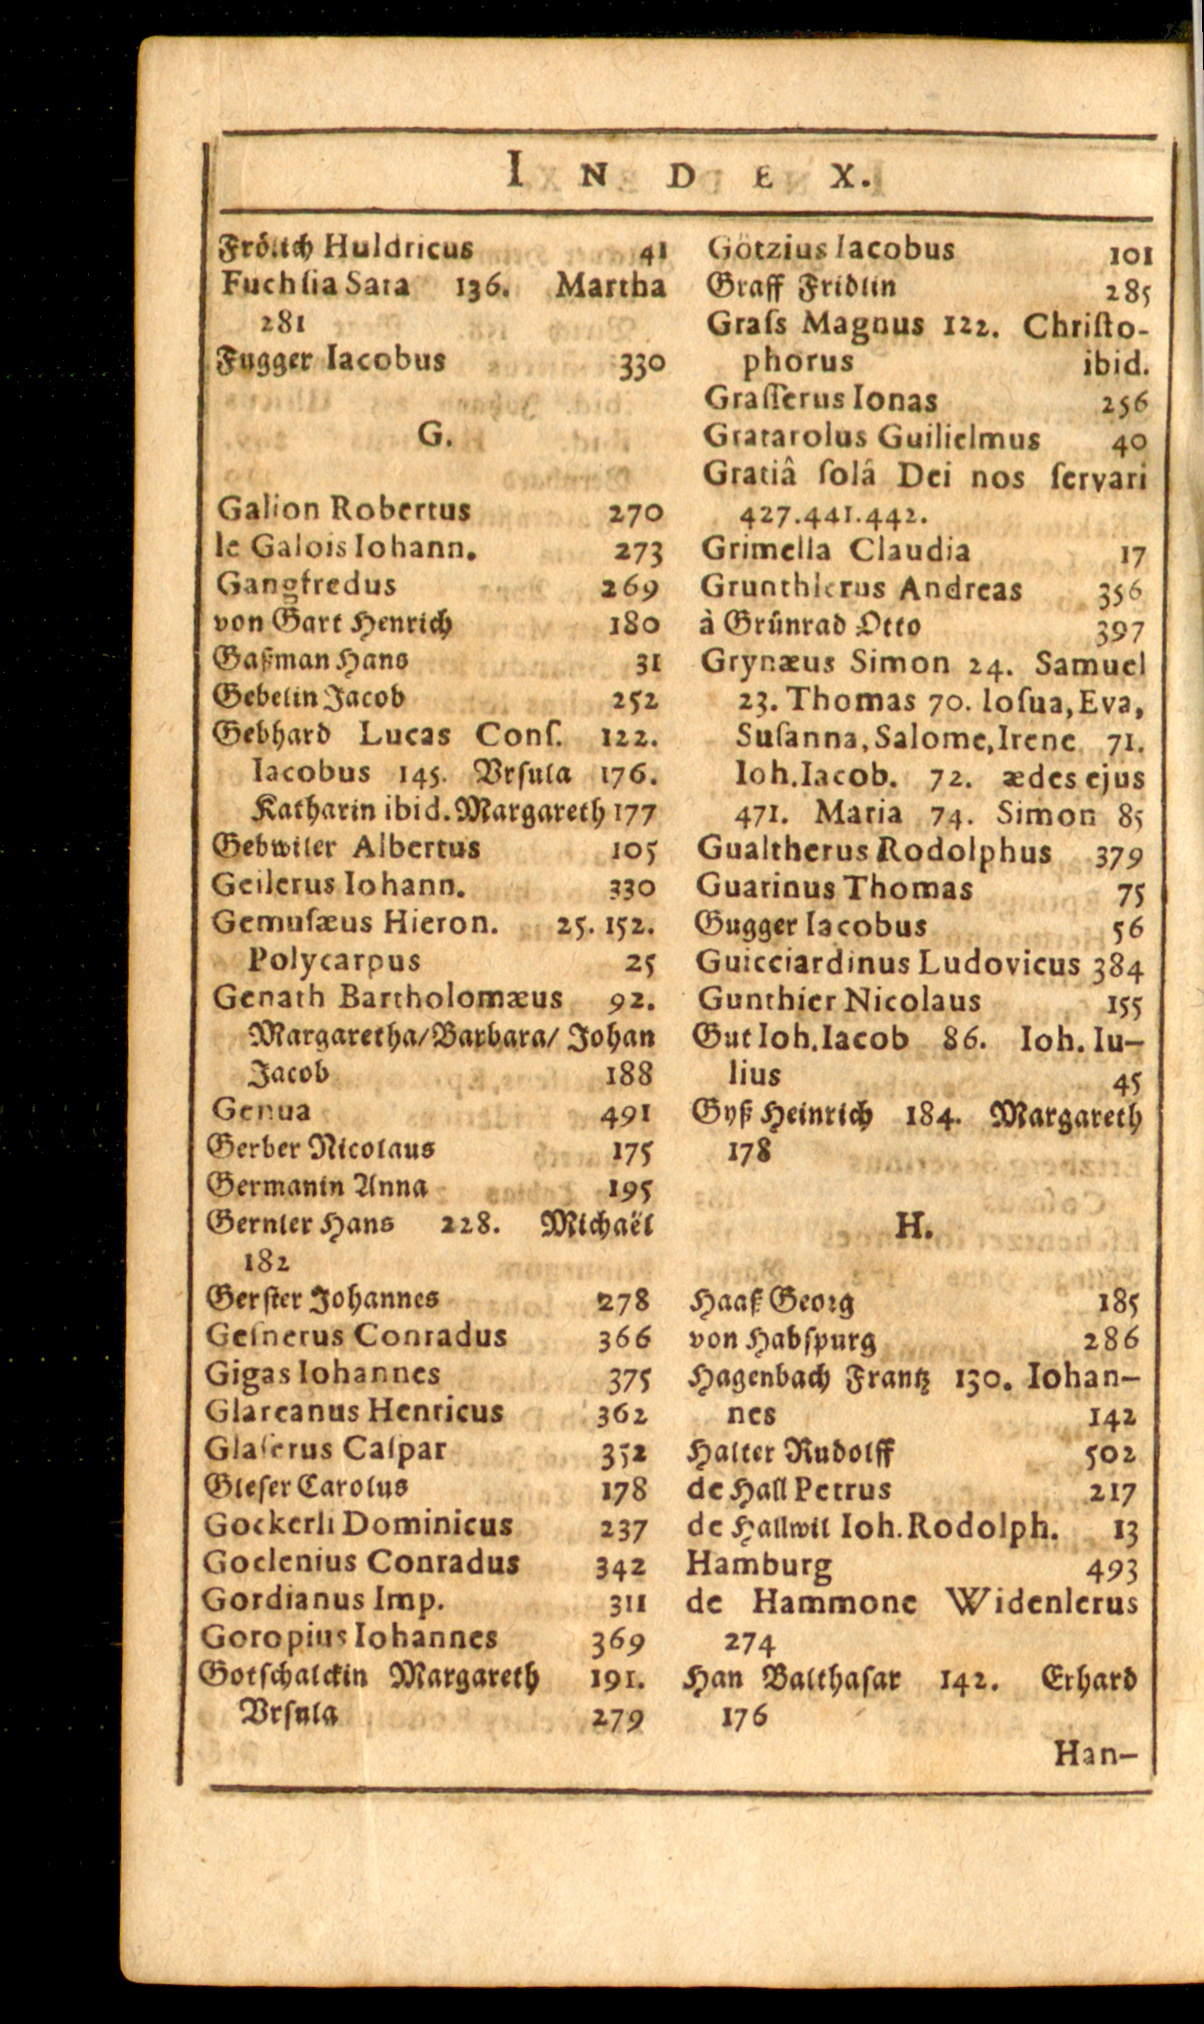 INDEX.
Frölich Huldricus 41
Fuchsia Sara 136. Martha
281
Fugger Iacobus 330
G.
Galion Robertus 270
le Galois Iohann. 273
Gangfredus 269
von Gart Henrich 180
Gaßman Hans 31
Gebelin Jacob 252
Gebhard Lucas Conſ. 122.
Iacobus 145. Vrſula 176.
Katharin ibid. Margareth 177
Gebwiler Albertus 105
Geilerus Iohann. 330
Gemuſæus Hieron. 25. 152.
Polycarpus 25
Genath Bartholomæus 92.
Margaretha/ Barbara/ Johan
Jacob 188
Genua 491
Gerber Nicolaus 175
Germanin Anna 195
Gernler Hans 228. Michaël
182
Gerſter Johannes 278
Geſnerus Conradus 366
Gigas Iohannes 375
Glareanus Henricus 362
Glaſerus Caſpar 352
Gleſer Carolus 178
Gockerli Dominicus 237
Goclenius Conradus 342
Gordianus Imp. 311
Goropius Iohannes 369
Gotſchalckin Margareth 191.
Vrſula 279
Götzius Iacobus 101
Graff Fridlin 285
Graſs Magnus 122. Chriſto-
phorus ibid.
Graſſerus Ionas 256
Gratarolus Guilielmus 40
Gratiâ ſolâ Dei nos ſervari
427.441.442.
Grimella Claudia 17
Grunthlerus Andreas 356
à Grünrad Otto 397
Grynæus Simon 24. Samuel
23. Thomas 70. Ioſua, Eva,
Suſanna, Salome, Irene 71.
Ioh. Iacob. 72. ædes ejus
471. Maria 74. Simon 85
Gualtherus Rodolphus 379
Guarinus Thomas 75
Gugger Iacobus 56
Guicciardinus Ludovicus 384
Gunthier Nicolaus 155
Gut Ioh. Iacob 86. Ioh. Iu-
lius 45
Gyß Heinrich 184. Margareth
178
H.
Haaß Georg 185
von Habſpurg 286
Hagenbach Frantz 130. Iohan-
nes 142
Halter Rudolff 502
de Hall Petrus 217
de Hallwil Ioh. Rodolph. 13
Hamburg 493
de Hammone Widenlerus
274
Han Balthaſar 142. Erhard
176
Han-